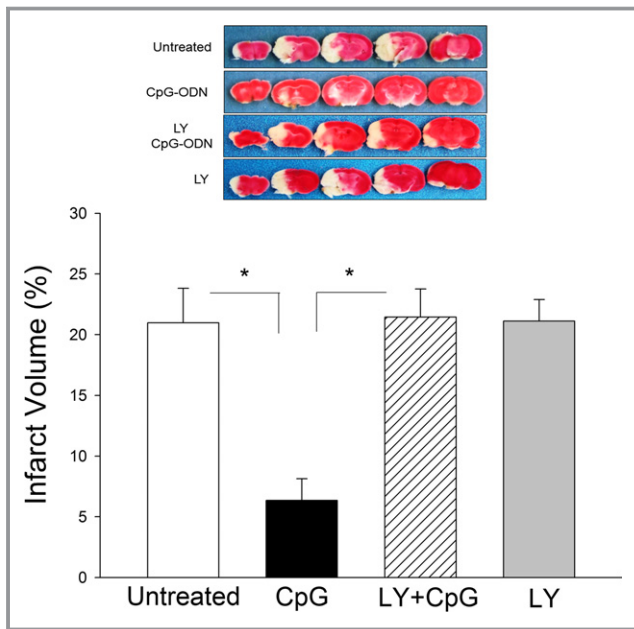 Untreated
CpG-ODN
LY
CpG-ODN
LY
30
25
20
15
10
5
0
Infarct Volume (%)
*
*
Untreated CpG LY+CpG LY